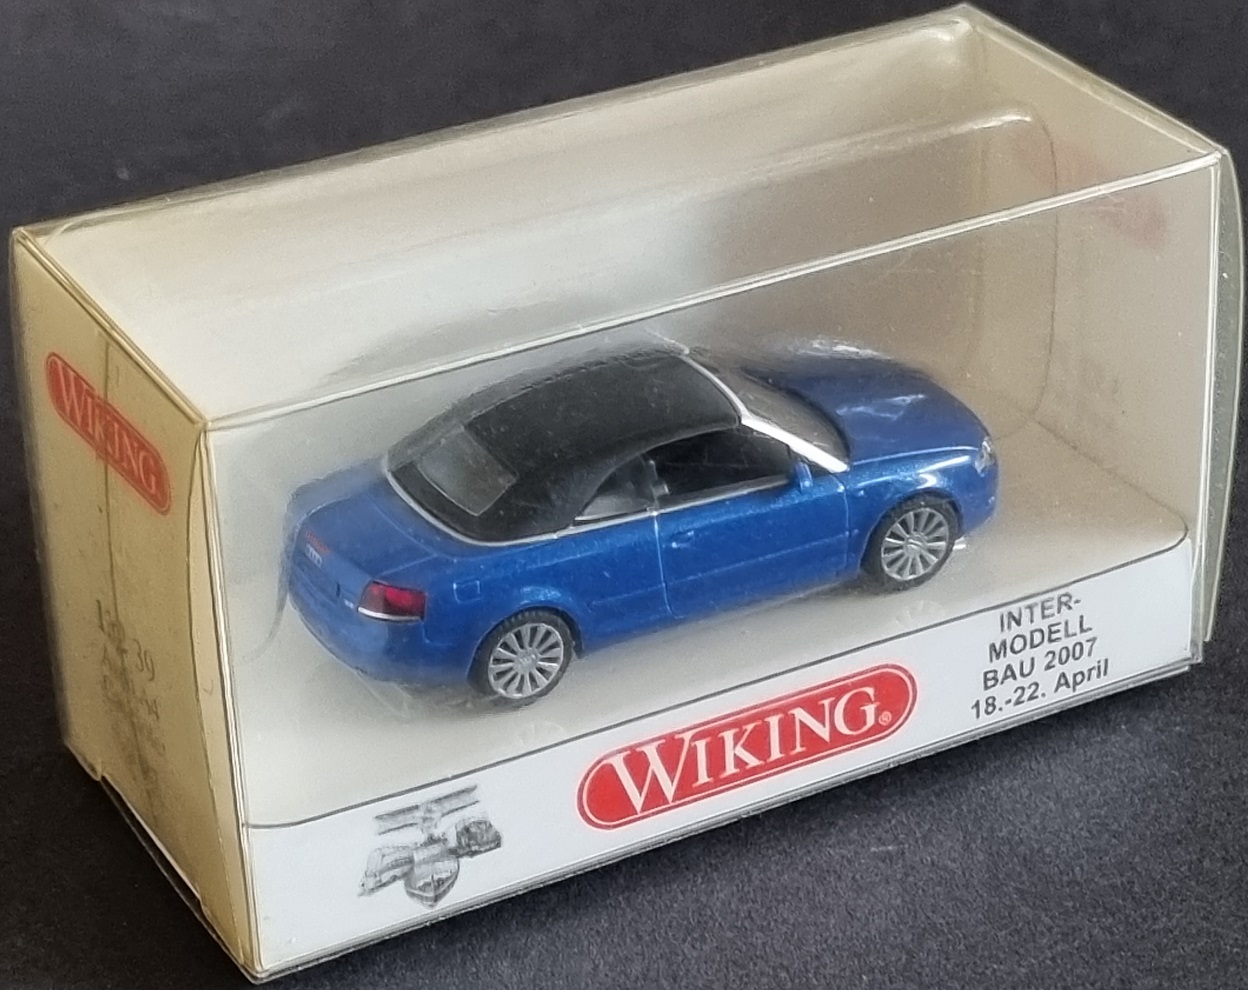 WIKING
WIKING®
INTER-
MODELL
BAU 2007
18.-22. April